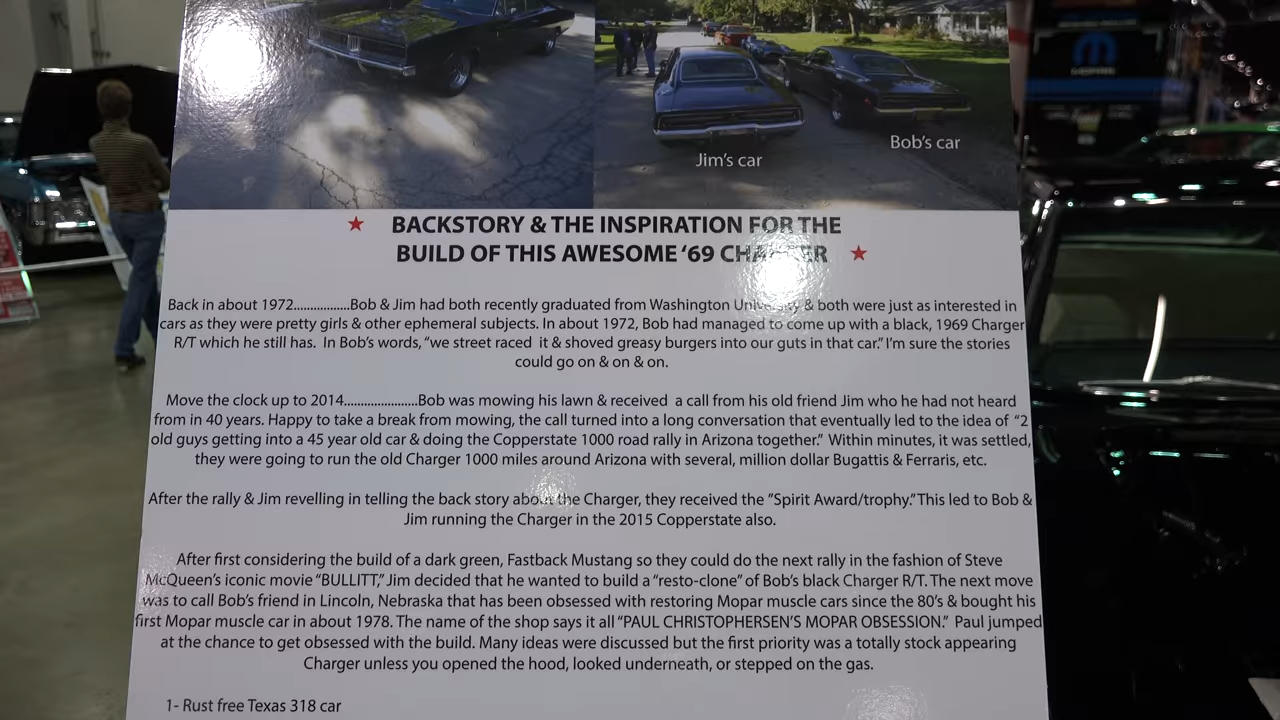 MOPAR
Jim's car
Bob's car
BACKSTORY & THE INSPIRATION FOR THE
BUILD OF THIS AWESOME ‘69 CHARGER
Back in about 1972................Bob & Jim had both recently graduated from Washington University & both were just as interested in
cars as they were pretty girls & other ephemeral subjects. In about 1972, Bob had managed to come up with a black, 1969 Charger
R/T which he still has. In Bob's words, “we street raced it & shoved greasy burgers into our guts in that car.” I'm sure the stories
could go on & on & on.
Move the clock up to 2014.....................Bob was mowing his lawn & received a call from his old friend Jim who he had not heard
from in 40 years. Happy to take a break from mowing, the call turned into a long conversation that eventually led to the idea of “2
old guys getting into a 45 year old car & doing the Copperstate 1000 road rally in Arizona together.” Within minutes, it was settled,
they were going to run the old Charger 1000 miles around Arizona with several, million dollar Bugattis & Ferraris, etc.
After the rally & Jim revelling in telling the back story about the Charger, they received the ”Spirit Award/trophy.” This led to Bob &
Jim running the Charger in the 2015 Copperstate also.
After first considering the build of a dark green, Fastback Mustang so they could do the next rally in the fashion of Steve
McQueen's iconic movie “BULLITT,” Jim decided that he wanted to build a “resto-clone” of Bob's black Charger R/T. The next move
was to call Bob's friend in Lincoln, Nebraska that has been obsessed with restoring Mopar muscle cars since the 80's & bought his
first Mopar muscle car in about 1978. The name of the shop says it all “PAUL CHRISTOPHERSEN'S MOPAR OBSESSION.” Paul jumped
at the chance to get obsessed with the build. Many ideas were discussed but the first priority was a totally stock appearing
Charger unless you opened the hood, looked underneath, or stepped on the gas.
1- Rust free Texas 318 car